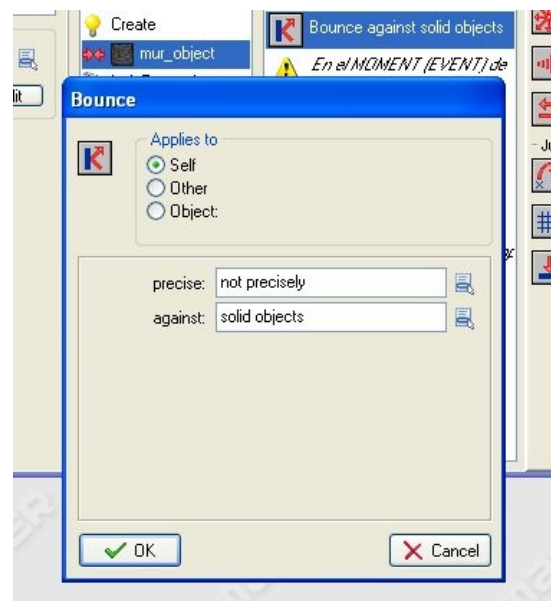 Create
Bounce against solid objects
mur_object
En el MOMENT (EVENT) de
Bounce
Applies to
Self
Other
Object:
precise: not precisely
against: solid objects
OK
Cancel